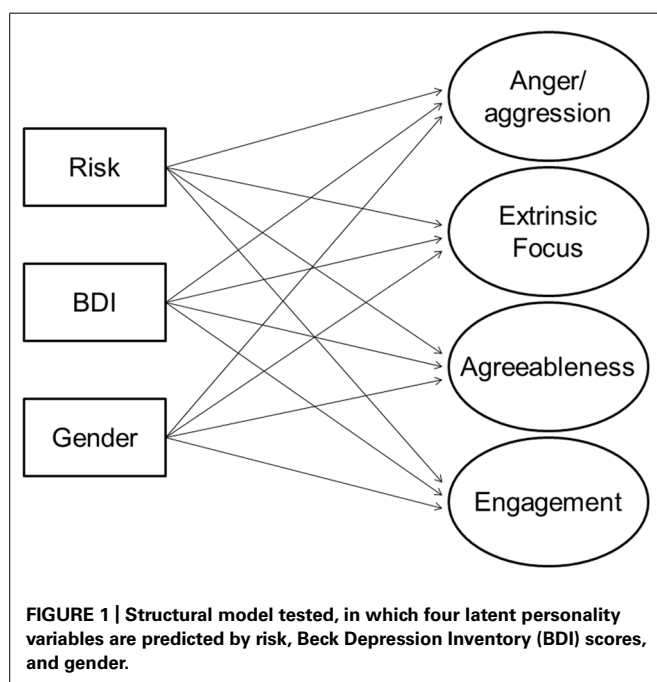 Risk
BDI
Gender
Anger/
aggression
Extrinsic
Focus
Agreeableness
Engagement
FIGURE 1 | Structural model tested, in which four latent personality
variables are predicted by risk, Beck Depression Inventory (BDI) scores,
and gender.